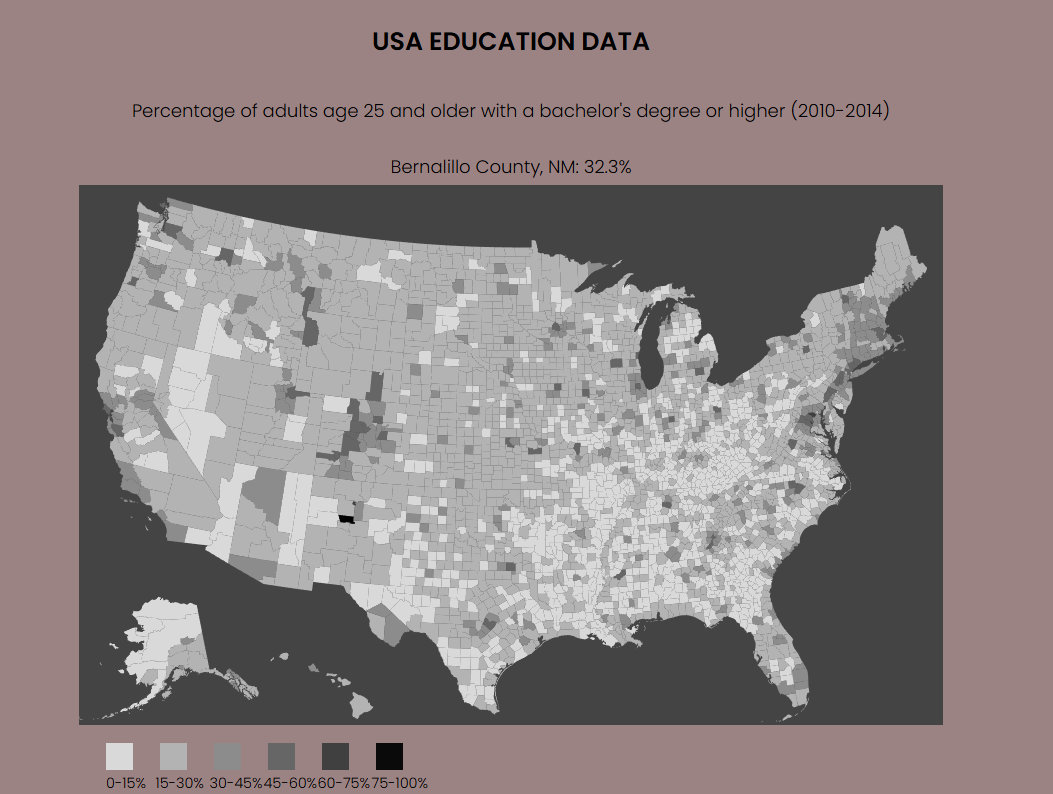 USA EDUCATION DATA
Percentage of adults age 25 and older with a bachelor's degree or higher (2010-2014)
Bernalillo County, NM: 32.3%
0-15% 15-30% 30-45% 45-60% 60-75% 75-100%